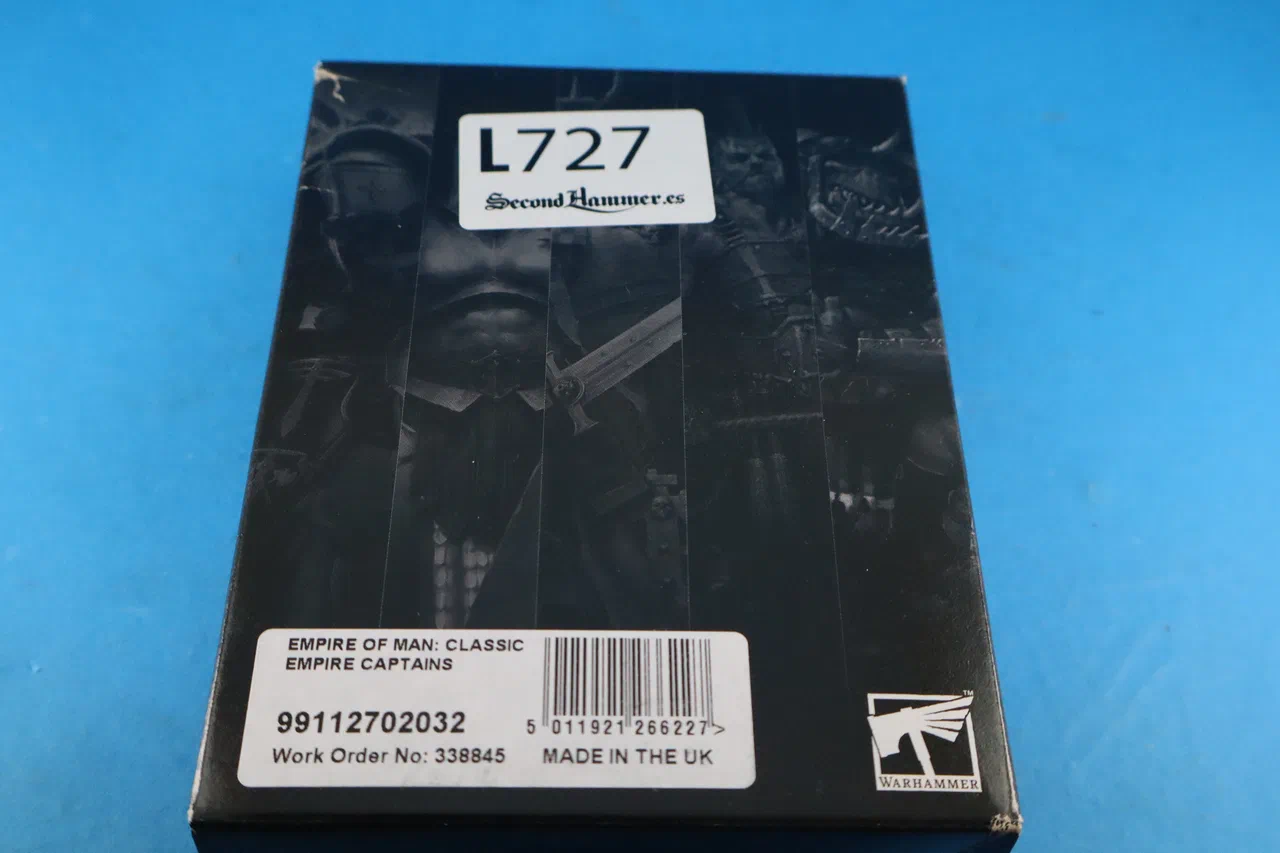 L727
SecondHammer.es
EMPIRE OF MAN: CLASSIC
EMPIRE CAPTAINS
99112702032
Work Order No: 338845
5 011921 266227 >
MADE IN THE UK
TM
WARHAMMER